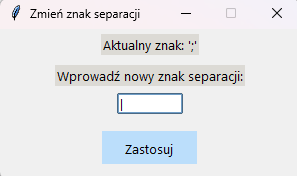 Zmień znak separacji
Aktualny znak: ';'
Wprowadź nowy znak separacji:
Zastosuj